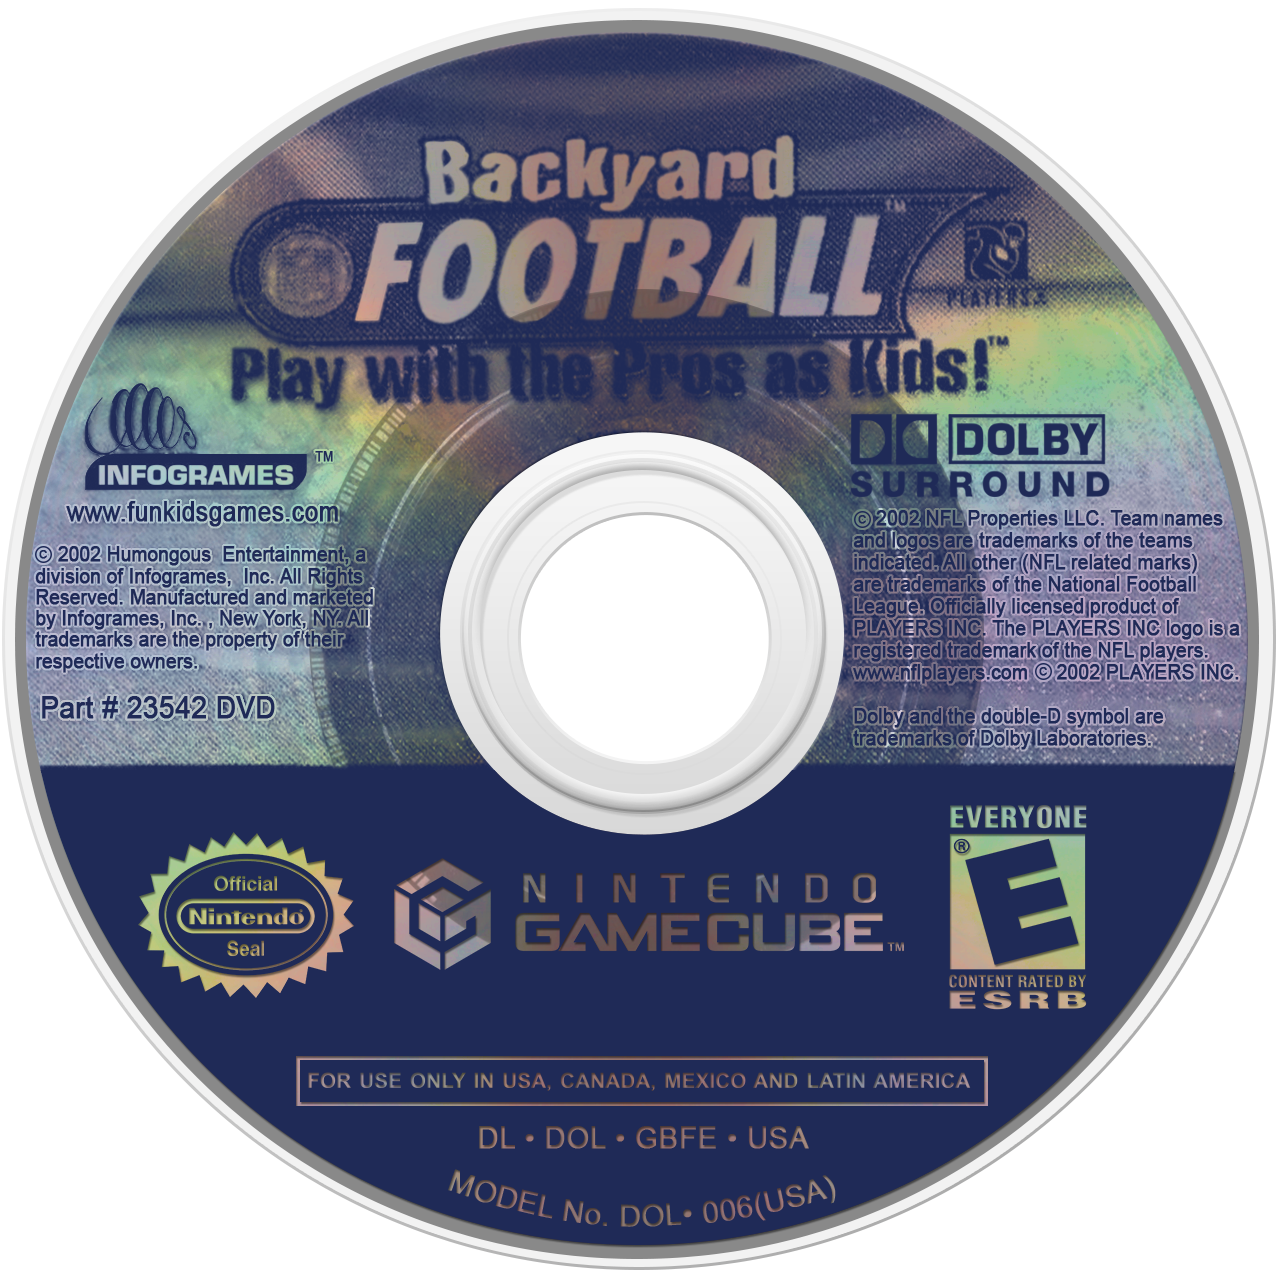 Backyard
FOOTBALL™
PLAYERS INC
Play with the Pros as Kids!™
INFOGRAMES™
www.funkidsgames.com
© 2002 Humongous Entertainment, a
division of Infogrames, Inc. All Rights
Reserved. Manufactured and marketed
by Infogrames, Inc. , New York, NY. All
trademarks are the property of their
respective owners.
Part # 23542 DVD
DOLBY
SURROUND
© 2002 NFL Properties LLC. Team names
and logos are trademarks of the teams
indicated. All other (NFL related marks)
are trademarks of the National Football
League. Officially licensed product of
PLAYERS INC. The PLAYERS INC logo is a
registered trademark of the NFL players.
www.nflplayers.com © 2002 PLAYERS INC.
Dolby and the double-D symbol are
trademarks of Dolby Laboratories.
Official
Nintendo®
Seal
NINTENDO
GAMECUBE™
EVERYONE
®
E
CONTENT RATED BY
ESRB
FOR USE ONLY IN USA, CANADA, MEXICO AND LATIN AMERICA
DL • DOL • GBFE • USA
MODEL No. DOL• 006(USA)